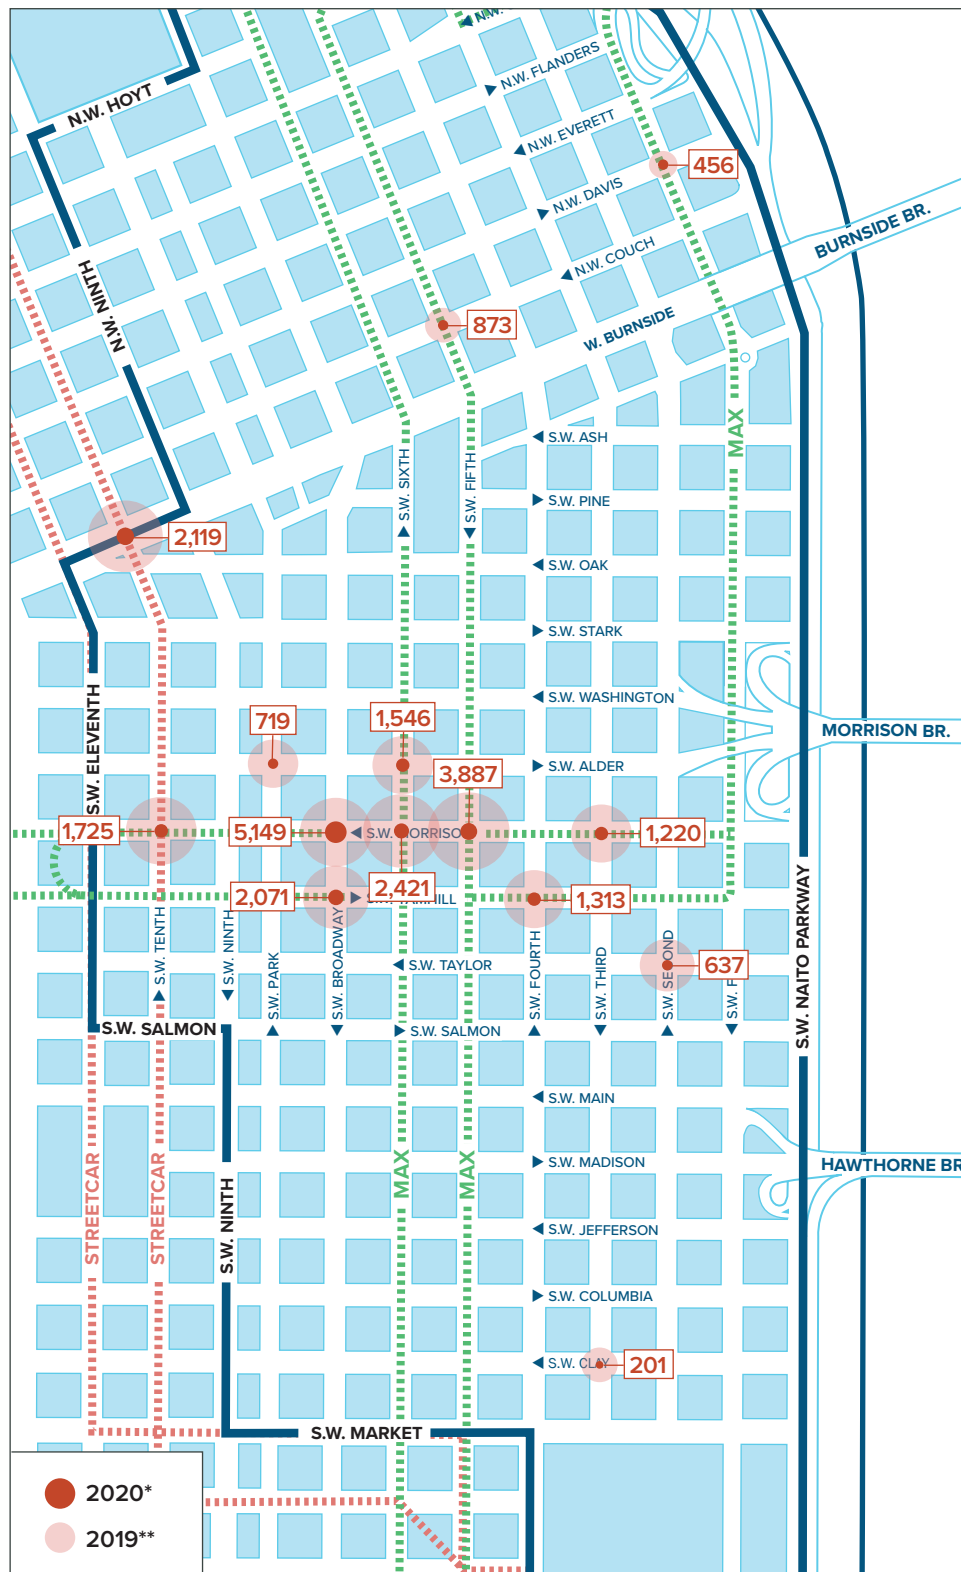 N.W. FLANDERS
N.W. HOYT
N.W. EVERETT
456
N.W. DAVIS
BURNSIDE BR.
N.W. COUCH
N.W. NINTH
873
W. BURNSIDE
MAX
S.W. ASH
S.W. SIXTH
S.W. FIFTH
S.W. PINE
2,119
S.W. OAK
S.W. STARK
S.W. ELEVENTH
S.W. WASHINGTON
719
1,546
MORRISON BR.
S.W. ALDER
3,887
1,725
5,149
S.W. MORRISO
1,220
2,071
2,421
HILL
1,313
S.W. TENTH
S.W. NINTH
S.W. PARK
S.W. BROADWAY
S.W. TAYLOR
S.W. FOURTH
S.W. THIRD
S.W. SECOND
637
S.W. F
S.W. NAITO PARKWAY
S.W. SALMON
S.W. SALMON
S.W. MAIN
STREETCAR
STREETCAR
S.W. NINTH
MAX
MAX
S.W. MADISON
HAWTHORNE BR
S.W. JEFFERSON
S.W. COLUMBIA
S.W. CLAY
201
S.W. MARKET
2020*
2019**